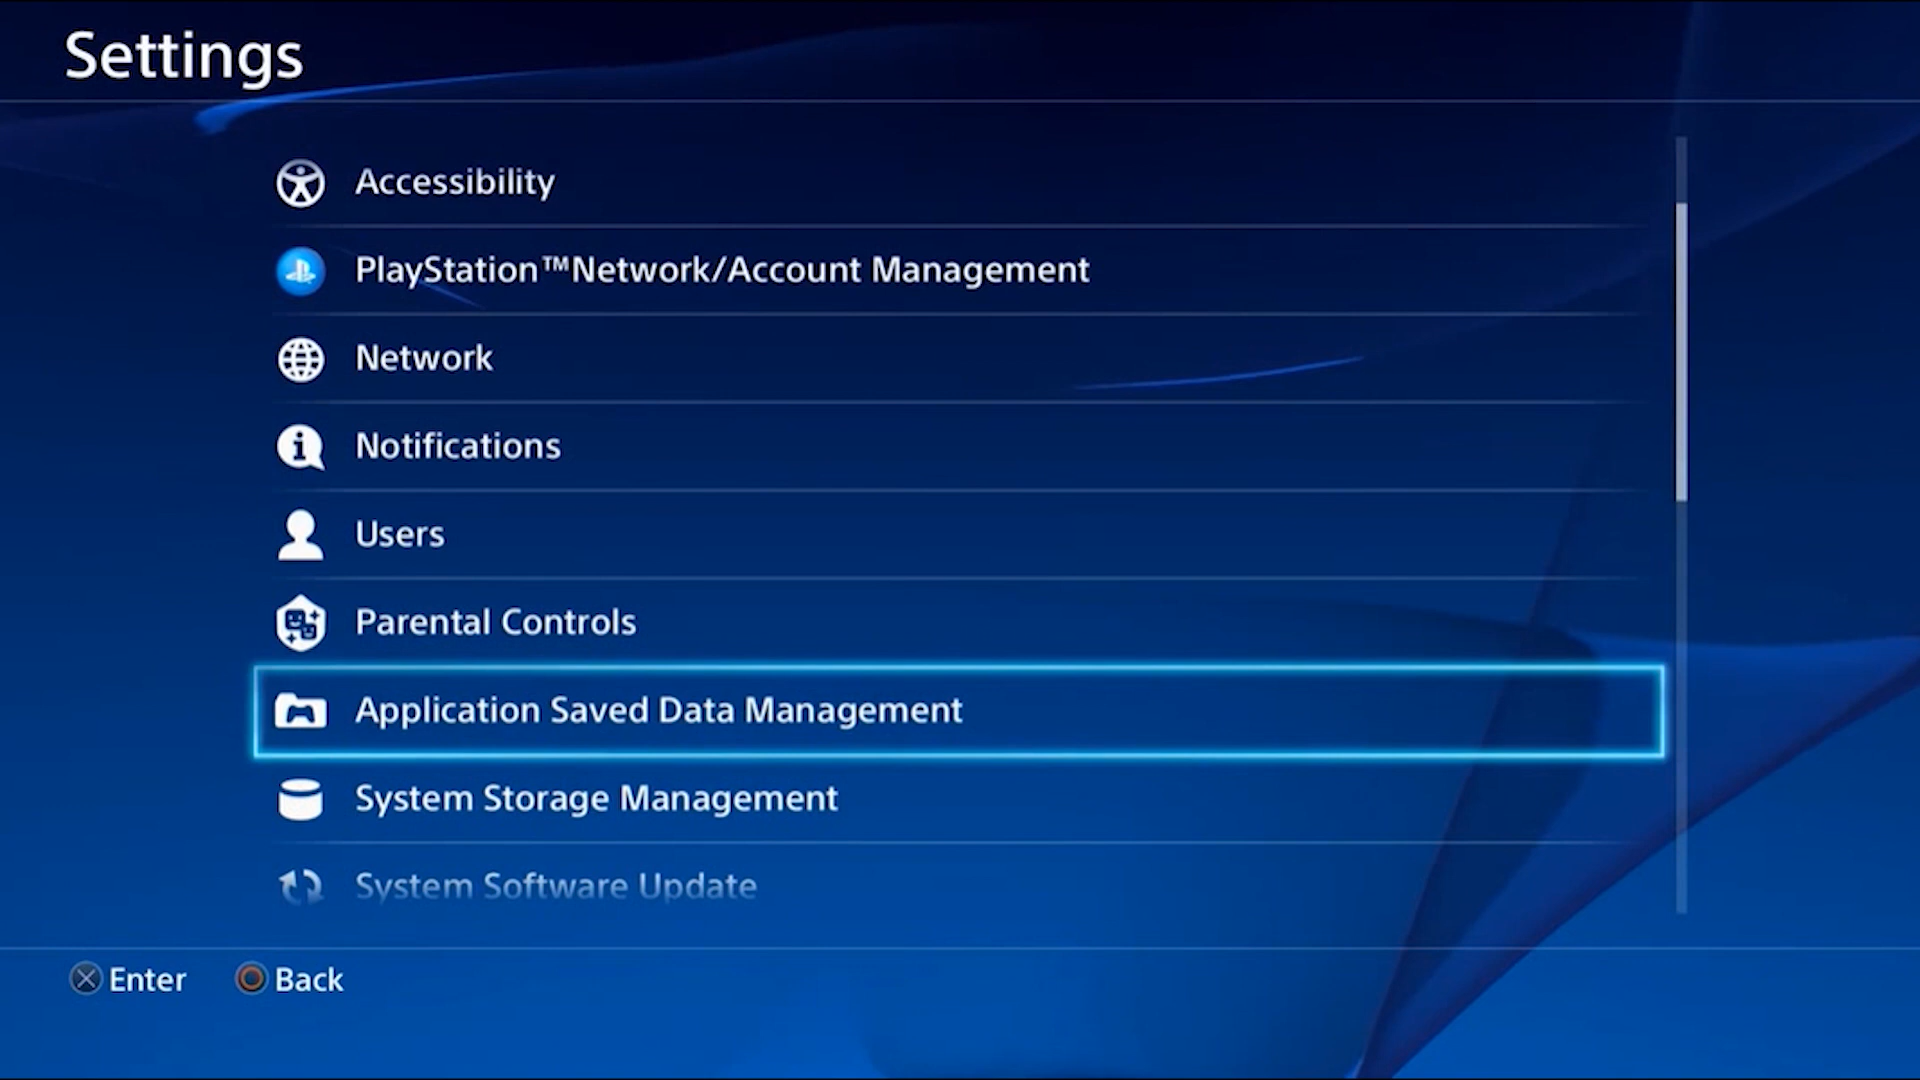 Settings
Accessibility
PlayStation™Network/Account Management
Network
Notifications
Users
Parental Controls
Application Saved Data Management
System Storage Management
System Software Update
Enter Back